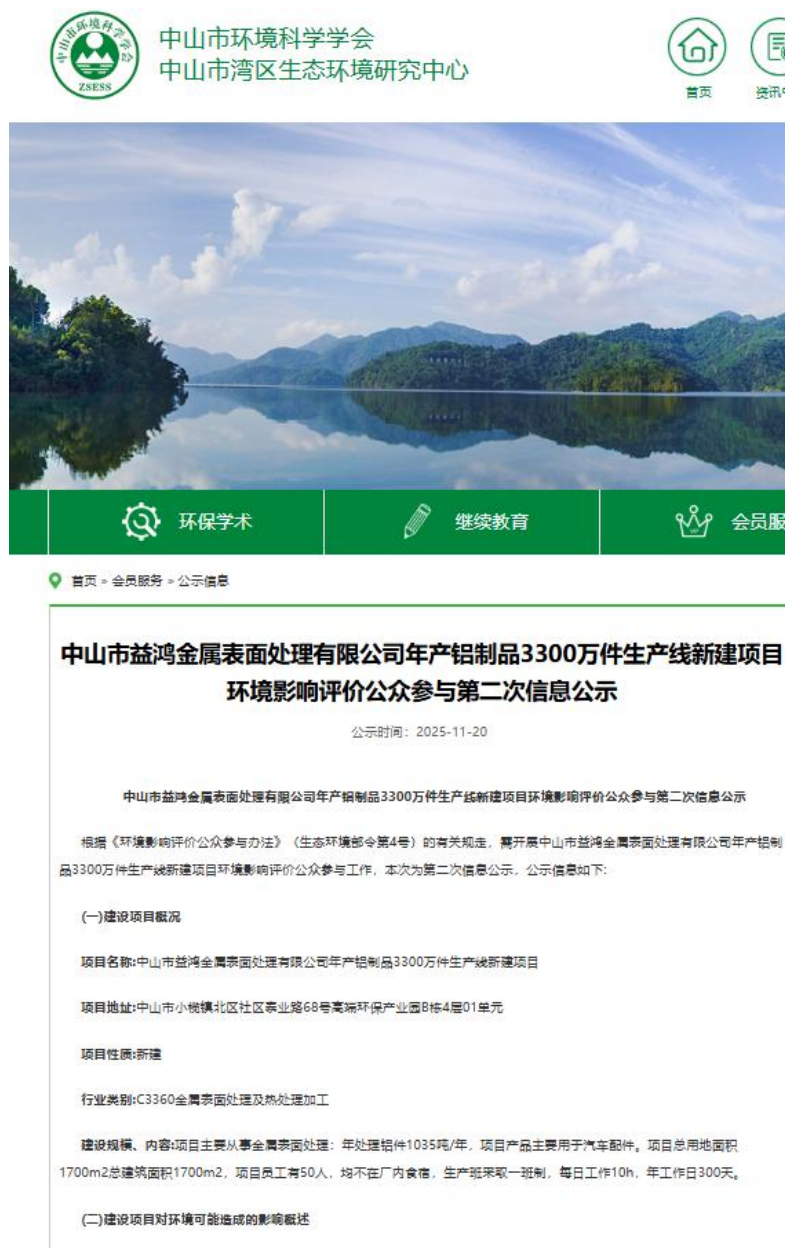 中山市环境科学学会
ZSESS
中山市环境科学学会
中山市湾区生态环境研究中心
首页
资讯
环保学术
继续教育
VIP
会员服
首页 » 会员服务 » 公示信息
中山市益鸿金属表面处理有限公司年产铝制品3300万件生产线新建项目
环境影响评价公众参与第二次信息公示
公示时间：2025-11-20
中山市益鸿金属表面处理有限公司年产铝制品3300万件生产线新建项目环境影响评价公众参与第二次信息公示
根据《环境影响评价公众参与办法》（生态环境部令第4号）的有关规定，需开展中山市益鸿金属表面处理有限公司年产铝制
品3300万件生产线新建项目环境影响评价公众参与工作，本次为第二次信息公示，公示信息如下：
(一)建设项目概况
项目名称:中山市益鸿金属表面处理有限公司年产铝制品3300万件生产线新建项目
项目地址:中山市小榄镇北区社区泰业路68号高端环保产业园B栋4层01单元
项目性质:新建
行业类别:C3360金属表面处理及热处理加工
建设规模、内容:项目主要从事金属表面处理：年处理铝件1035吨/年，项目产品主要用于汽车配件。项目总用地面积
1700m2总建筑面积1700m2，项目员工有50人，均不在厂内食宿，生产班采取一班制，每日工作10h，年工作日300天。
(二)建设项目对环境可能造成的影响概述